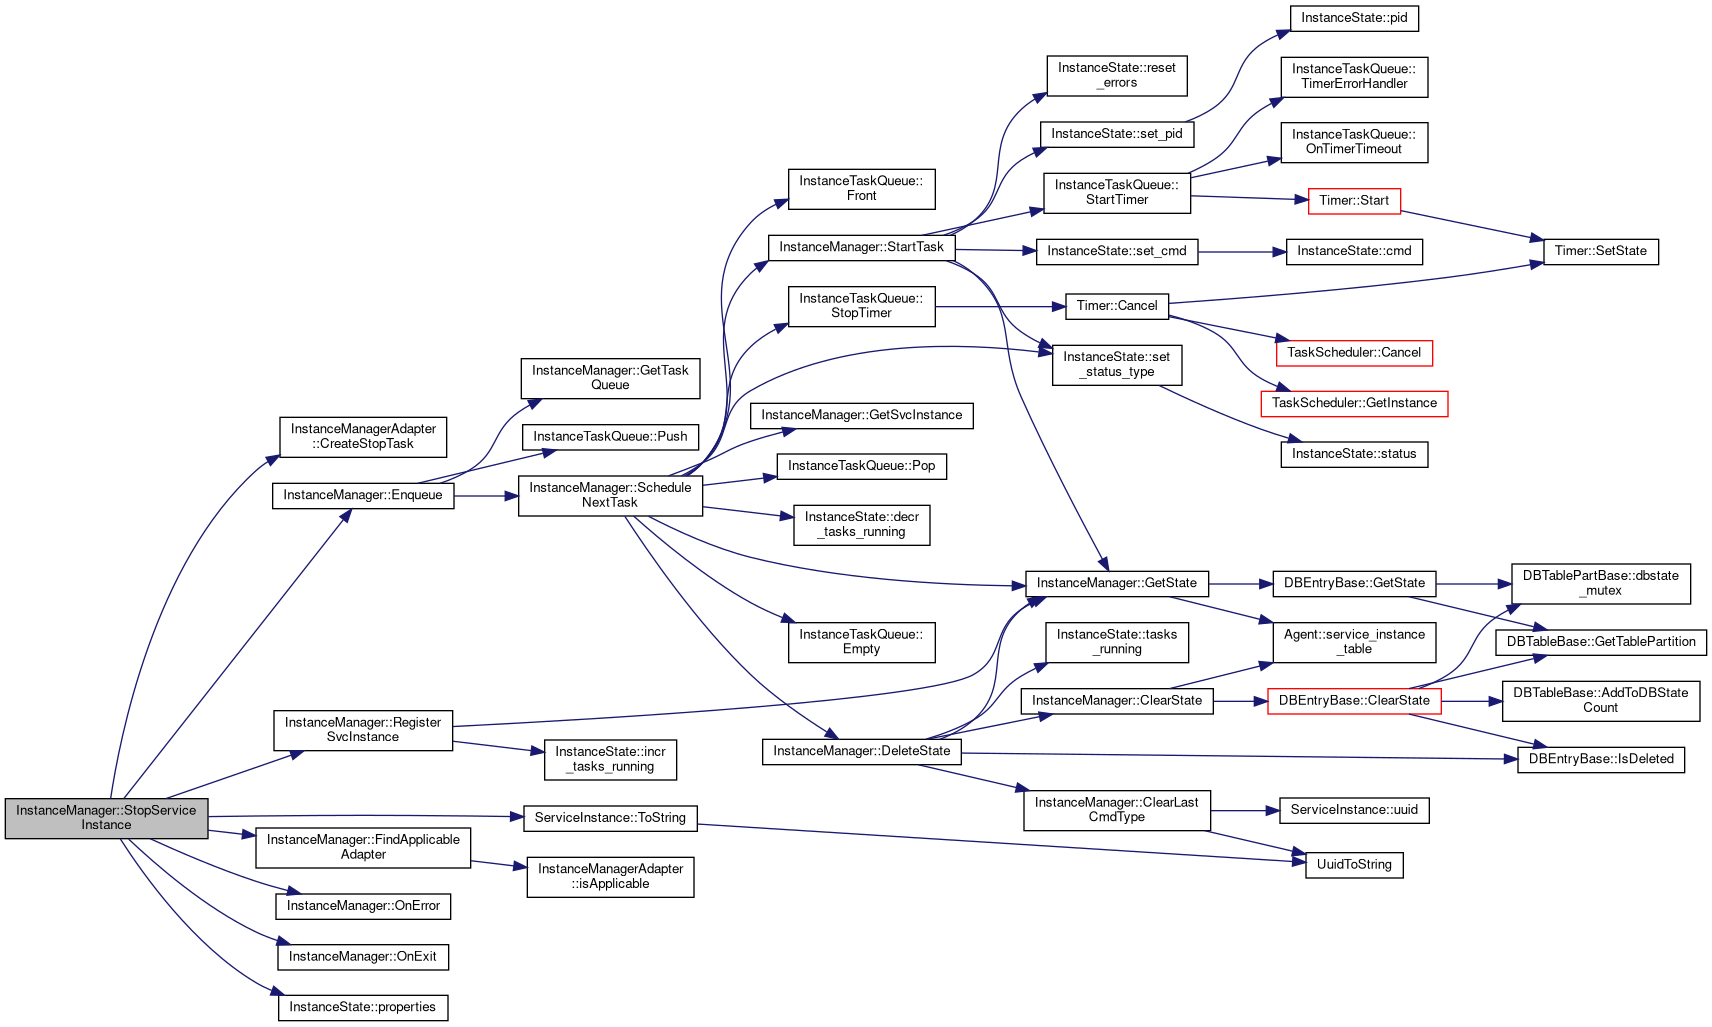 InstanceState::pid
InstanceState::reset
_errors
InstanceTaskQueue::
TimerErrorHandler
InstanceState::set_pid
InstanceTaskQueue::
OnTimerTimeout
InstanceTaskQueue::
Front
InstanceTaskQueue::
StartTimer
Timer::Start
InstanceManager::StartTask
InstanceState::set_cmd
InstanceState::cmd
Timer::SetState
InstanceTaskQueue::
StopTimer
Timer::Cancel
TaskScheduler::Cancel
InstanceState::set
_status_type
InstanceManager::GetTask
Queue
TaskScheduler::GetInstance
InstanceManager::GetSvcInstance
InstanceManagerAdapter
::CreateStopTask
InstanceTaskQueue::Push
InstanceState::status
InstanceTaskQueue::Pop
InstanceManager::Enqueue
InstanceManager::Schedule
NextTask
InstanceState::decr
_tasks_running
InstanceManager::GetState
DBEntryBase::GetState
DBTablePartBase::dbstate
_mutex
InstanceTaskQueue::
Empty
InstanceState::tasks
_running
Agent::service_instance
_table
DBTableBase::GetTablePartition
InstanceManager::ClearState
DBEntryBase::ClearState
DBTableBase::AddToDBState
Count
InstanceManager::Register
SvcInstance
InstanceState::incr
_tasks_running
InstanceManager::DeleteState
DBEntryBase::IsDeleted
InstanceManager::StopService
Instance
ServiceInstance::ToString
InstanceManager::ClearLast
CmdType
ServiceInstance::uuid
InstanceManager::FindApplicable
Adapter
UuidToString
InstanceManagerAdapter
::isApplicable
InstanceManager::OnError
InstanceManager::OnExit
InstanceState::properties